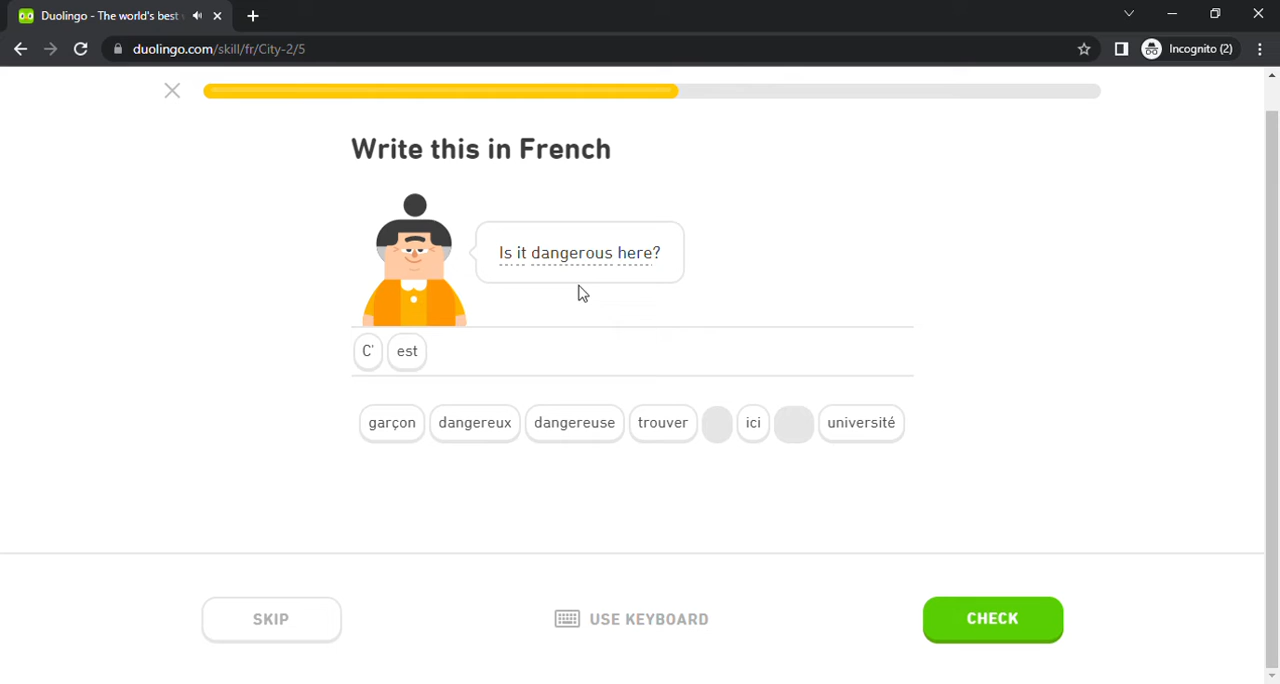 Duolingo - The world's best
duolingo.com/skill/fr/City-2/5
Incognito (2)
Write this in French
Is it dangerous here?
C' est
garçon dangereux dangereuse trouver ici université
SKIP
USE KEYBOARD
CHECK